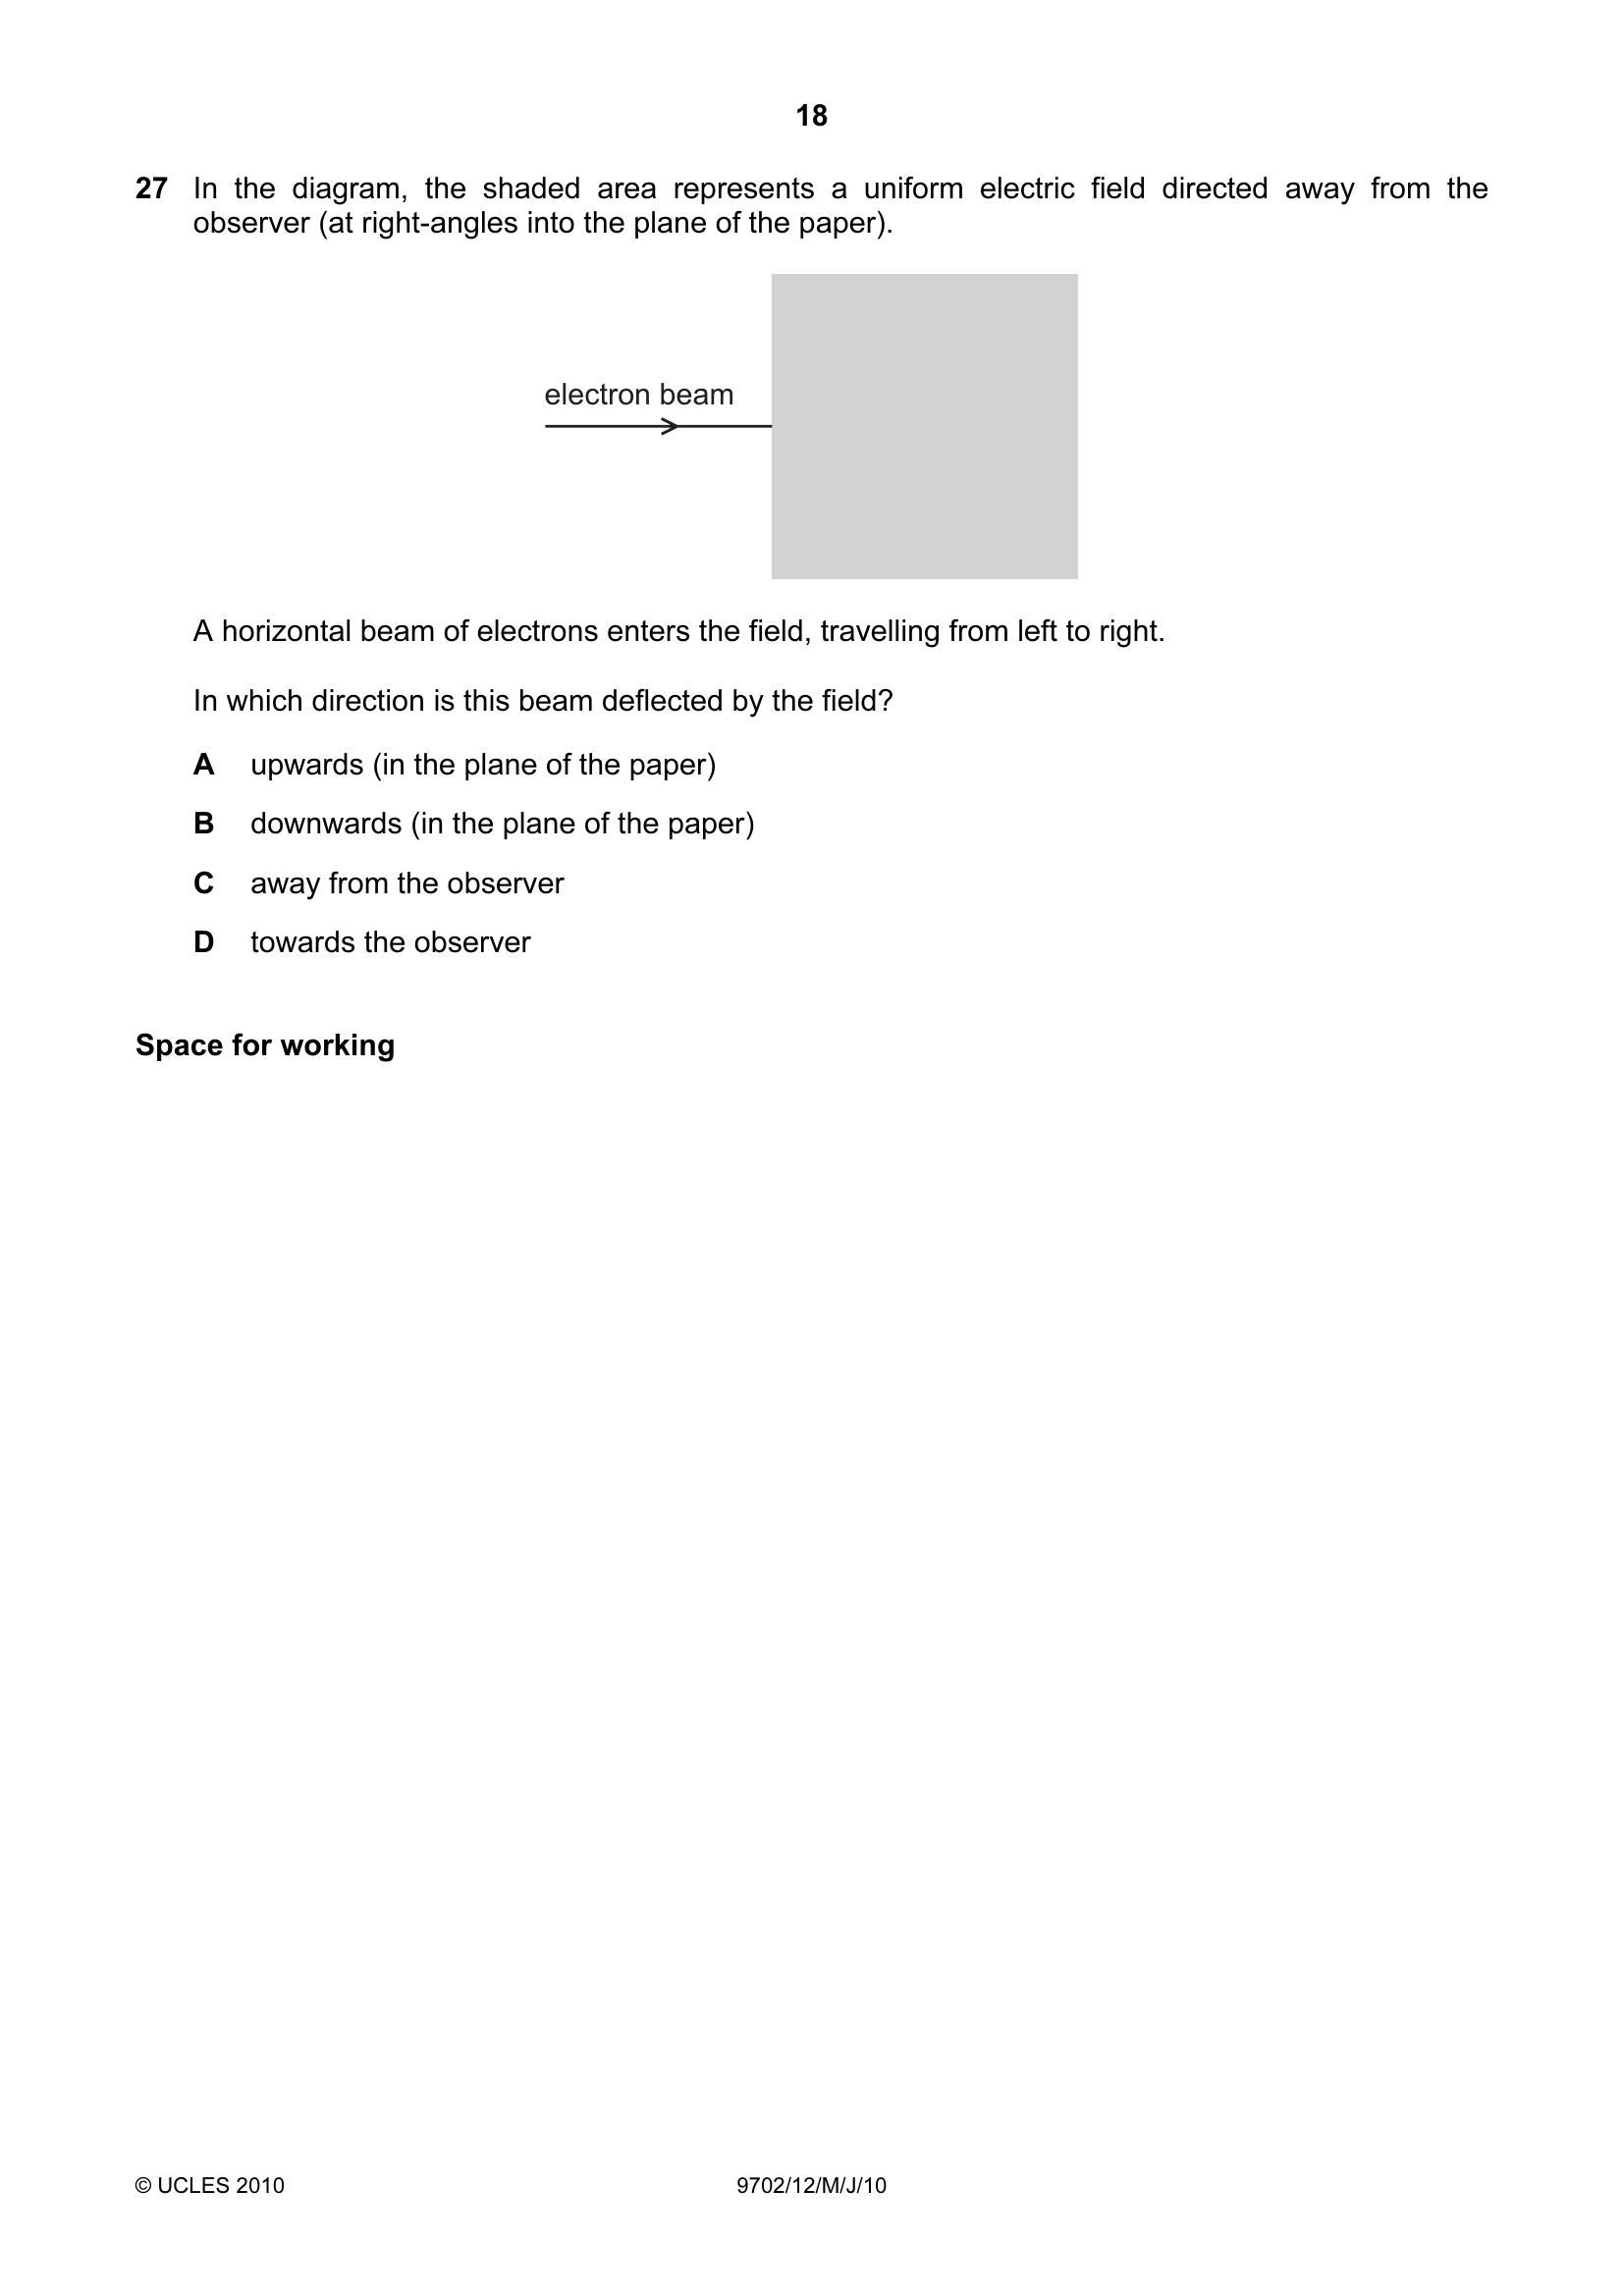 18
27 In the diagram, the shaded area represents a uniform electric field directed away from the
observer (at right-angles into the plane of the paper).
electron beam
A horizontal beam of electrons enters the field, travelling from left to right.
In which direction is this beam deflected by the field?
A upwards (in the plane of the paper)
B downwards (in the plane of the paper)
C away from the observer
D towards the observer
Space for working
© UCLES 2010 9702/12/M/J/10